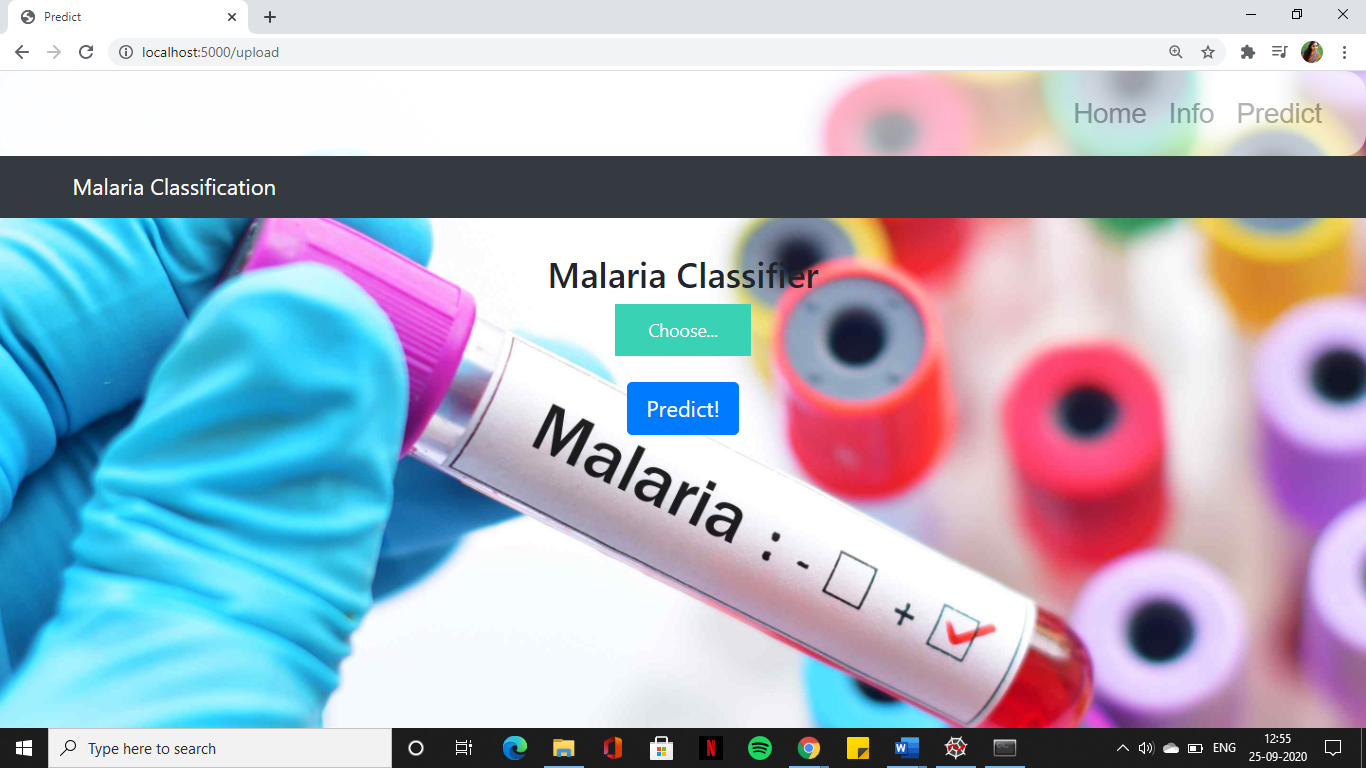 Predict
localhost:5000/upload
Home Info Predict
Malaria Classification
Malaria Classifier
Choose...
Predict!
Malaria : - +
Type here to search
ENG
12:55
25-09-2020